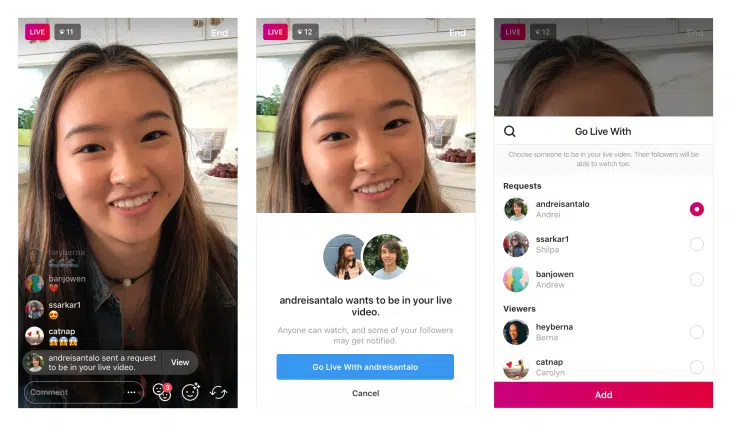 LIVE
11
End
heyberna
banjowen
ssarkar1
catnap
andreisantalo sent a request
to be in your live video.
View
3
Comment
LIVE
12
End
andreisantalo wants to be in your live
video.
Anyone can watch, and some of your followers
may get notified.
Go Live With andreisantalo
Cancel
LIVE
12
End
Go Live With
Choose someone to be in your live video. Their followers will be
able to watch too.
Requests
andreisantalo
Andrei
ssarkar1
Shilpa
banjowen
Andrew
Viewers
heyberna
Berna
catnap
Carolyn
Add